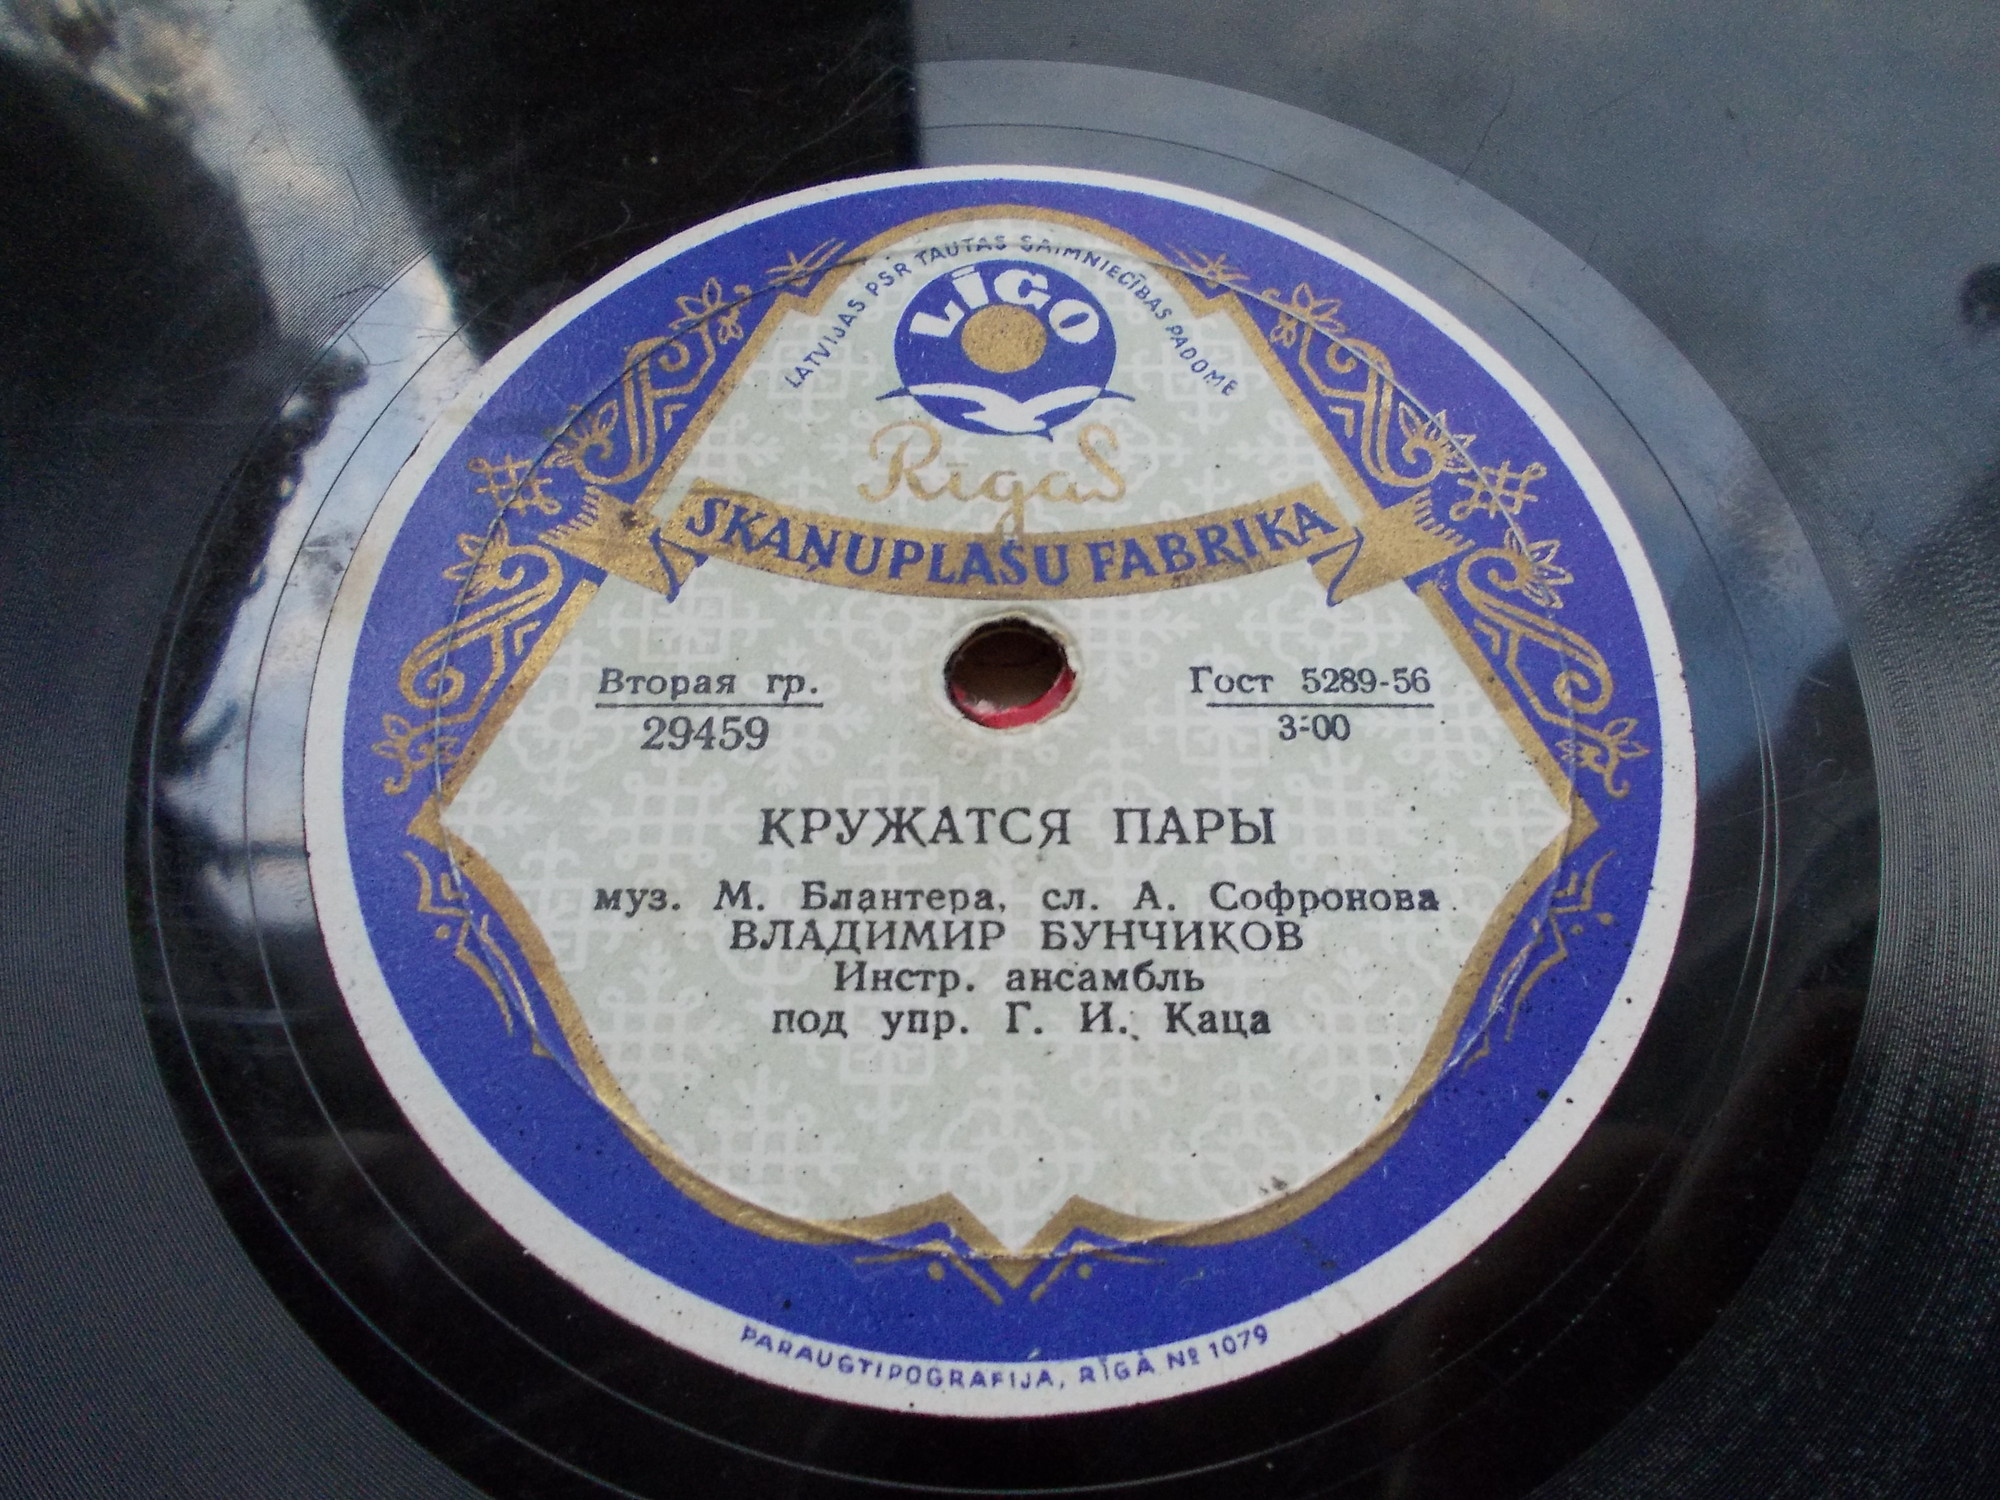 LATVIJAS PSR TAUTAS SAIMNIECĪBAS PADOME
LĪGO
Rīgas
SKAŅUPLAŠU FABRIKA
Вторая гр. Гост 5289-56
29459 3-00
КРУЖАТСЯ ПАРЫ
муз. М. Блантера, сл. А. Софронова.
ВЛАДИМИР БУНЧИКОВ
Инстр. ансамбль
под упр. Г. И. Каца
PARAUGTIPOGRAFIJA, RĪGĀ № 1079